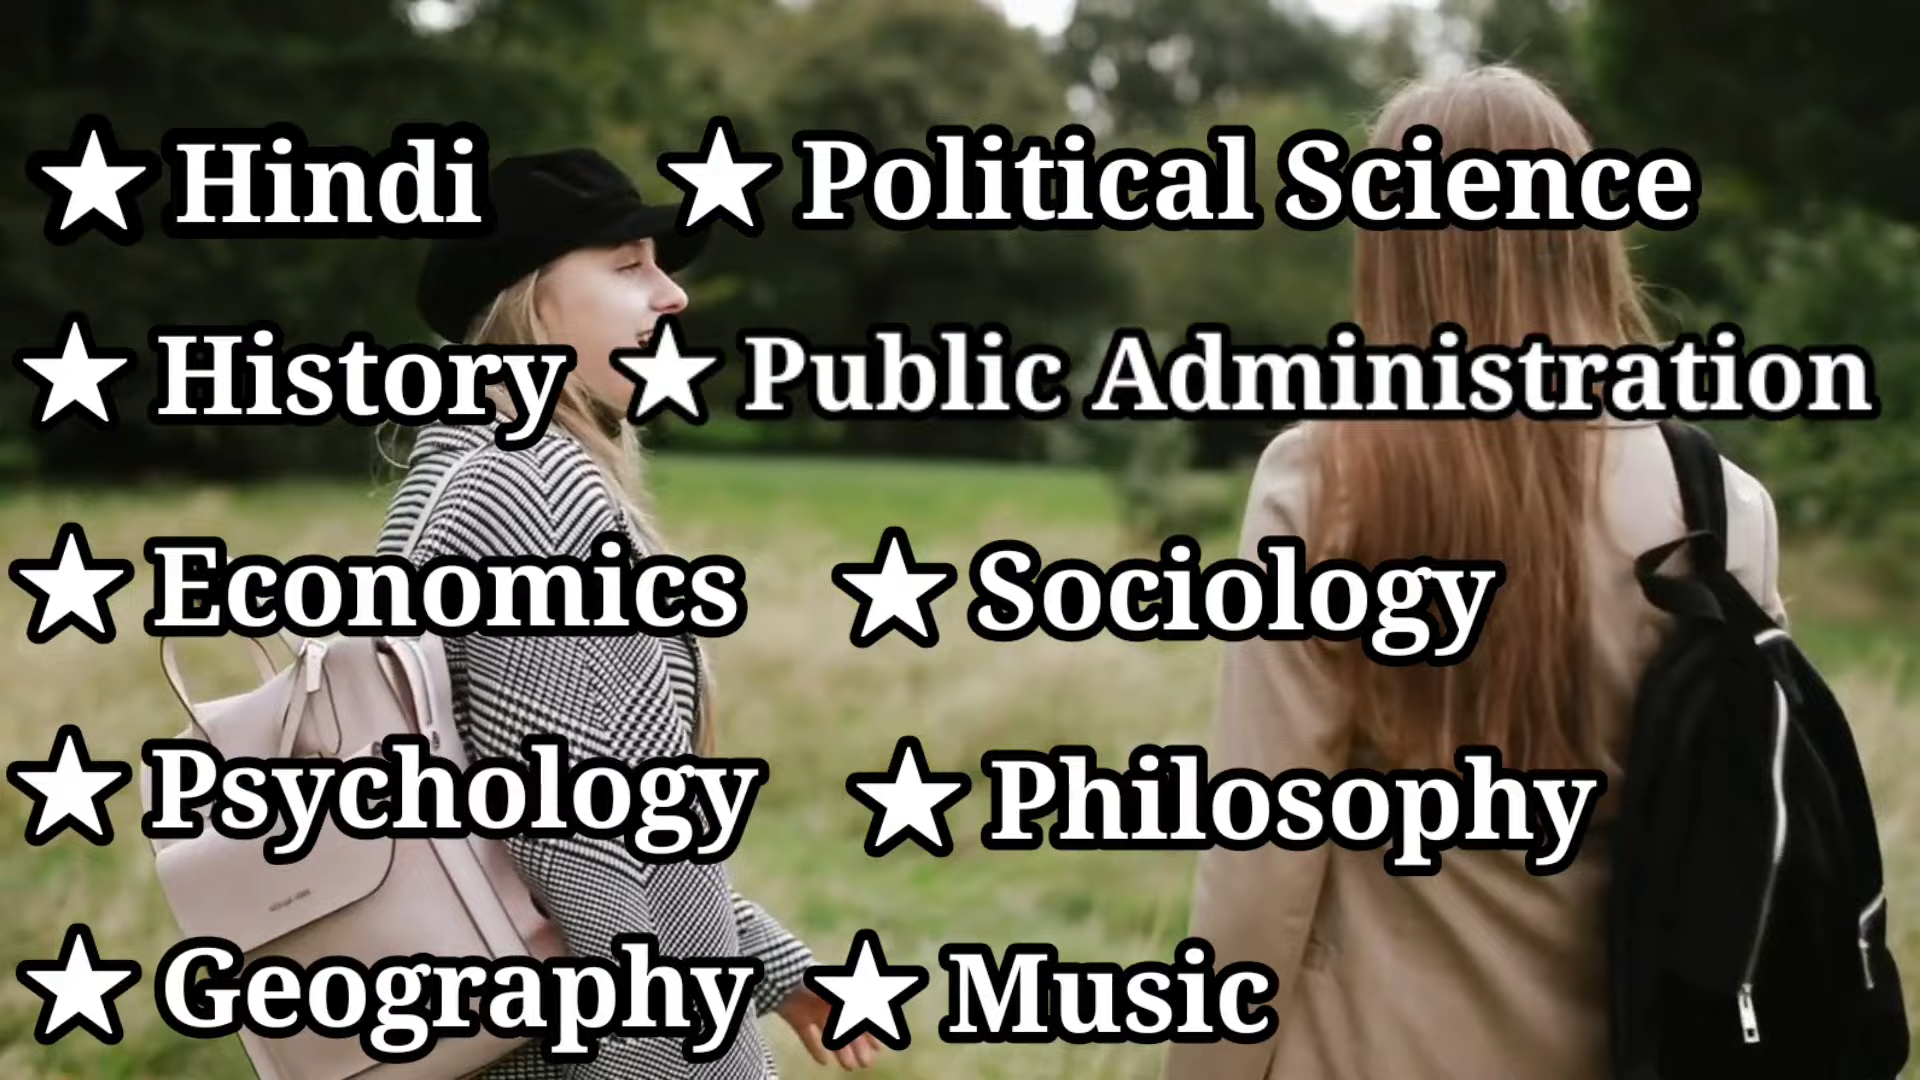 ★ Hindi ★ Political Science
★ History ★ Public Administration
★ Economics ★ Sociology
★ Psychology ★ Philosophy
★ Geography ★ Music